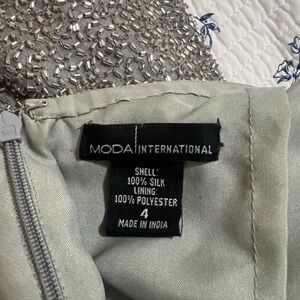 MODA INTERNATIONAL
SHELL:
100% SILK
LINING:
100% POLYESTER
4
MADE IN INDIA